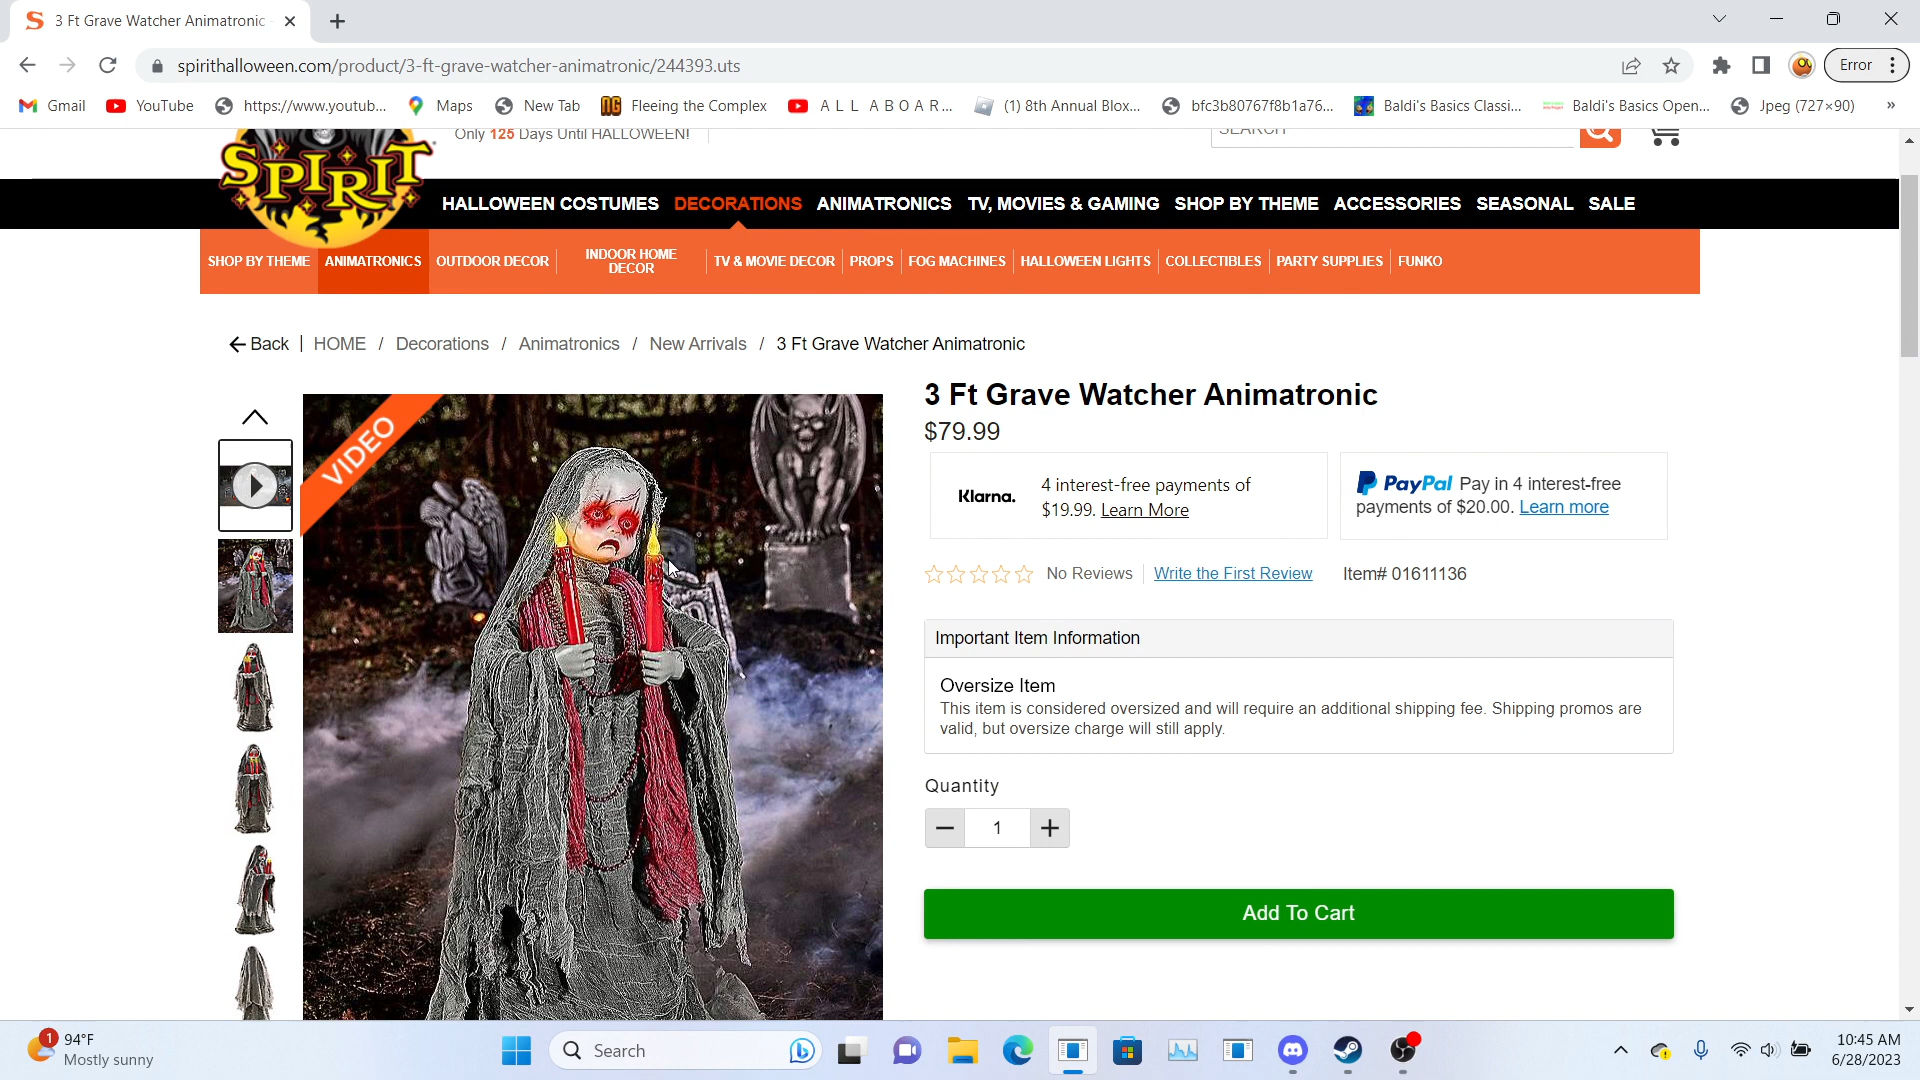 3 Ft Grave Watcher Animatronic
spirithalloween.com/product/3-ft-grave-watcher-animatronic/244393.uts
Error
Gmail
YouTube
https://www.youtub...
Maps
New Tab
Fleeing the Complex
A L L A B O A R...
(1) 8th Annual Blox...
bfc3b80767f8b1a76...
Baldi's Basics Classi...
Baldi's Basics Open...
Jpeg (727×90)
»
Only 125 Days Until HALLOWEEN!
SEARCH
SPIRIT
HALLOWEEN COSTUMES DECORATIONS ANIMATRONICS TV, MOVIES & GAMING SHOP BY THEME ACCESSORIES SEASONAL SALE
SHOP BY THEME ANIMATRONICS OUTDOOR DECOR INDOOR HOME DECOR TV & MOVIE DECOR PROPS FOG MACHINES HALLOWEEN LIGHTS COLLECTIBLES PARTY SUPPLIES FUNKO
Back | HOME / Decorations / Animatronics / New Arrivals / 3 Ft Grave Watcher Animatronic
VIDEO
3 Ft Grave Watcher Animatronic
$79.99
Klarna.
4 interest-free payments of
$19.99. Learn More
PayPal Pay in 4 interest-free
payments of $20.00. Learn more
No Reviews Write the First Review Item# 01611136
Important Item Information
Oversize Item
This item is considered oversized and will require an additional shipping fee. Shipping promos are
valid, but oversize charge will still apply.
Quantity
1
Add To Cart
1
94°F
Mostly sunny
Search
10:45 AM
6/28/2023